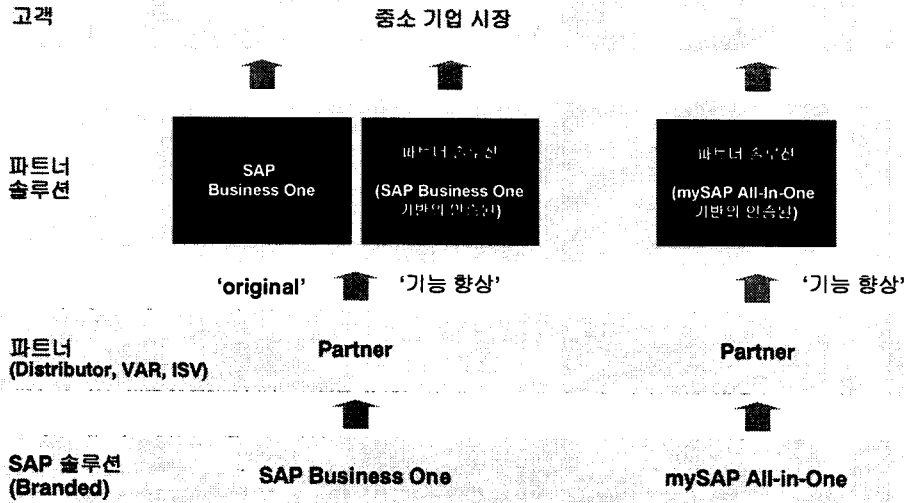 고객
중소 기업 시장
파트너
솔루션
SAP
Business One
파트너 솔루션
(SAP Business One
기반의 인증된)
파트너 솔루션
(mySAP All-In-One
기반의 인증된)
‘original’
‘기능 향상’
‘기능 향상’
파트너
(Distributor, VAR, ISV)
Partner
Partner
SAP 솔루션
(Branded)
SAP Business One
mySAP All-in-One